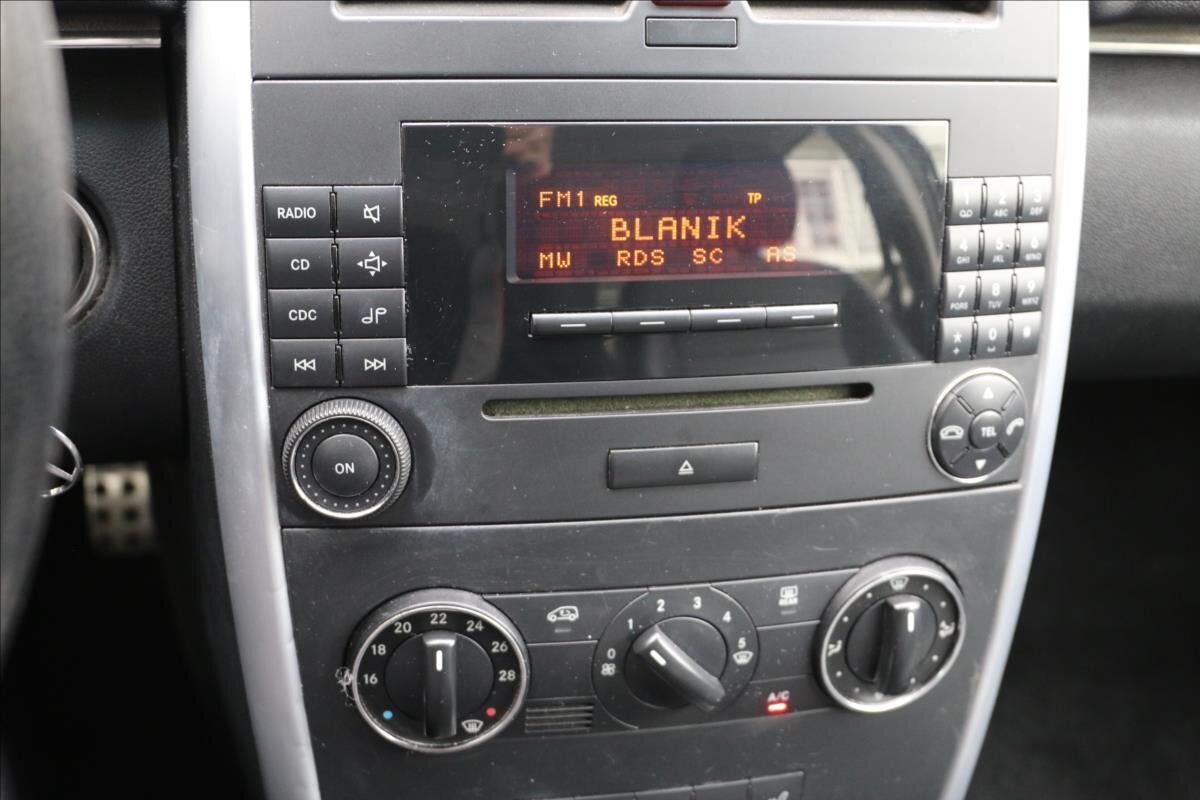 FM1 REG TP
BLANIK
MW RDS SC AS
RADIO
CD
CDC
ON
1
2 ABC
3 DEF
4 GHI
5 JKL
6 MNO
7 PQRS
8 TUV
9 WXYZ
* +
0
#
TEL
16 18 20 22 24 26 28
0 1 2 3 4 5
REAR
A/C